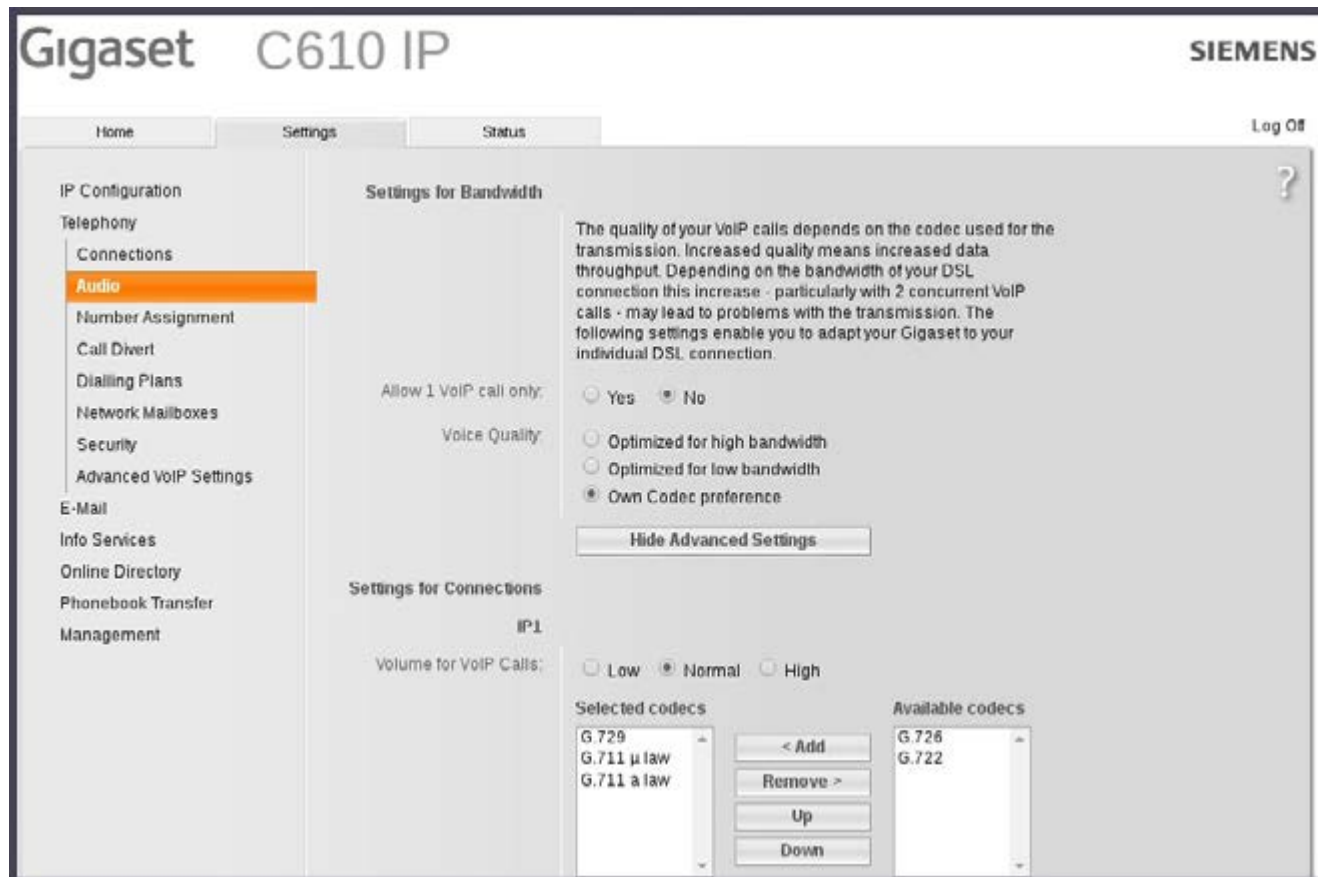 Gigaset C610 IP
SIEMENS
Home Settings Status Log Off
?
IP Configuration
Telephony
Connections
Audio
Number Assignment
Call Divert
Dialling Plans
Network Mailboxes
Security
Advanced VoIP Settings
E-Mail
Info Services
Online Directory
Phonebook Transfer
Management
Settings for Bandwidth
The quality of your VoIP calls depends on the codec used for the
transmission. Increased quality means increased data
throughput. Depending on the bandwidth of your DSL
connection this increase - particularly with 2 concurrent VoIP
calls - may lead to problems with the transmission. The
following settings enable you to adapt your Gigaset to your
individual DSL connection.
Allow 1 VoIP call only: Yes No
Voice Quality: Optimized for high bandwidth
Optimized for low bandwidth
Own Codec preference
Hide Advanced Settings
Settings for Connections
IP1
Volume for VoIP Calls: Low Normal High
Selected codecs
G.729
G.711 µ law
G.711 a law
< Add
Remove >
Up
Down
Available codecs
G.726
G.722